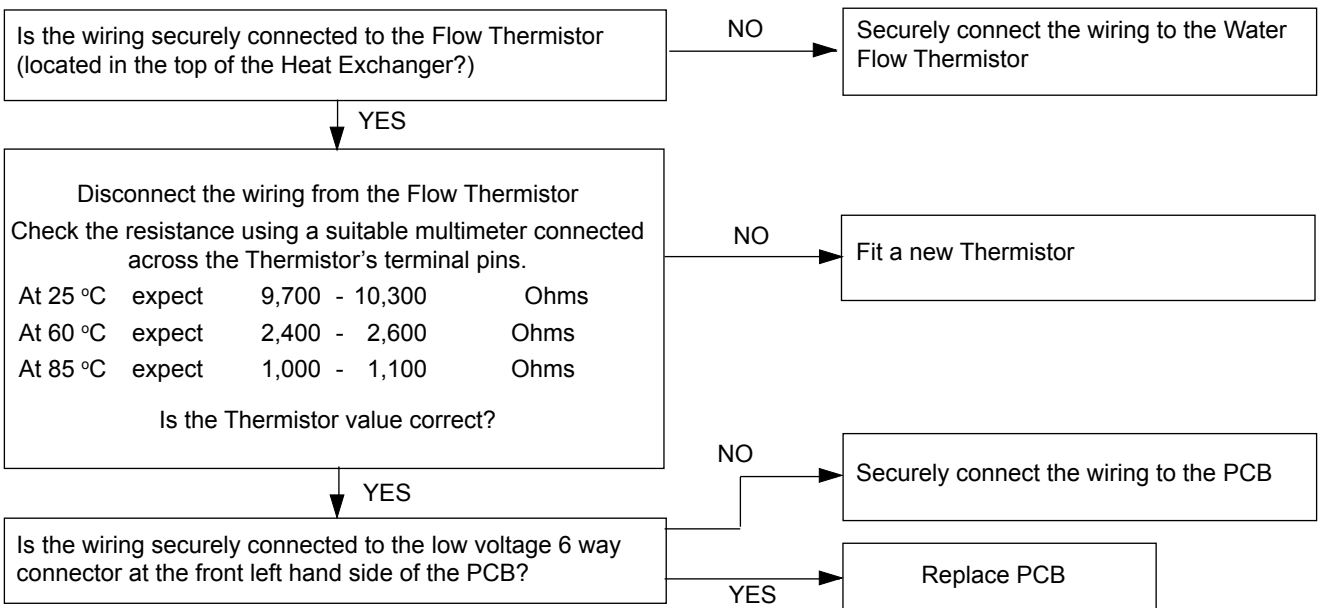 Is the wiring securely connected to the Flow Thermistor
(located in the top of the Heat Exchanger?)
NO
Securely connect the wiring to the Water
Flow Thermistor
YES
Disconnect the wiring from the Flow Thermistor
Check the resistance using a suitable multimeter connected
across the Thermistor's terminal pins.
At 25 °C expect 9,700 - 10,300 Ohms
At 60 °C expect 2,400 - 2,600 Ohms
At 85 °C expect 1,000 - 1,100 Ohms
Is the Thermistor value correct?
NO
Fit a new Thermistor
YES
Is the wiring securely connected to the low voltage 6 way
connector at the front left hand side of the PCB?
NO
Securely connect the wiring to the PCB
YES
Replace PCB